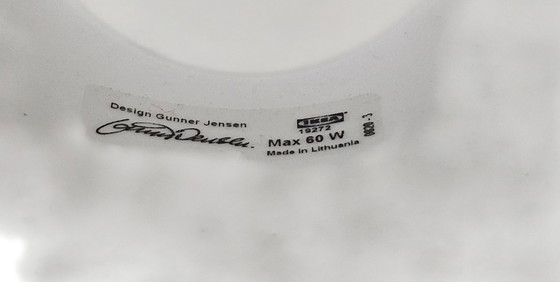 Design Gunner Jensen
IKEA
19272
Max 60 W
Made in Lithuania